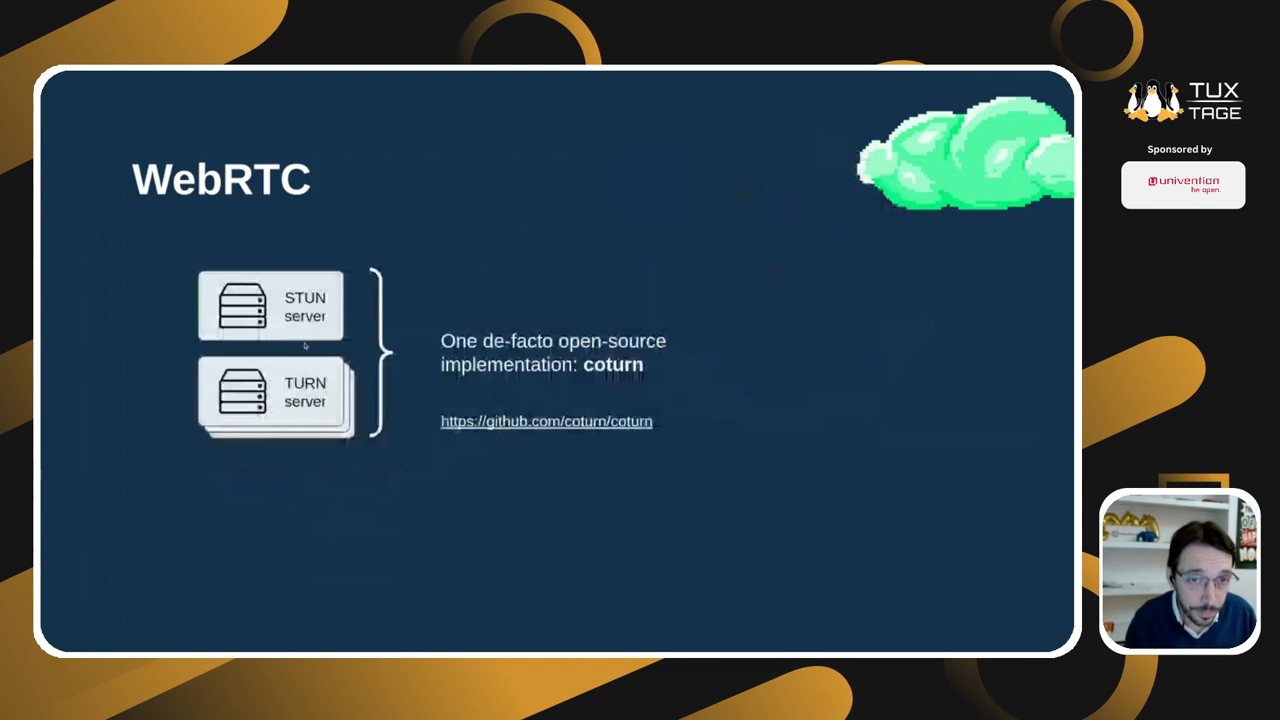 WebRTC
STUN
server
TURN
server
One de-facto open-source
implementation: coturn
https://github.com/coturn/coturn
TUX
TAGE
Sponsored by
univention
be open.